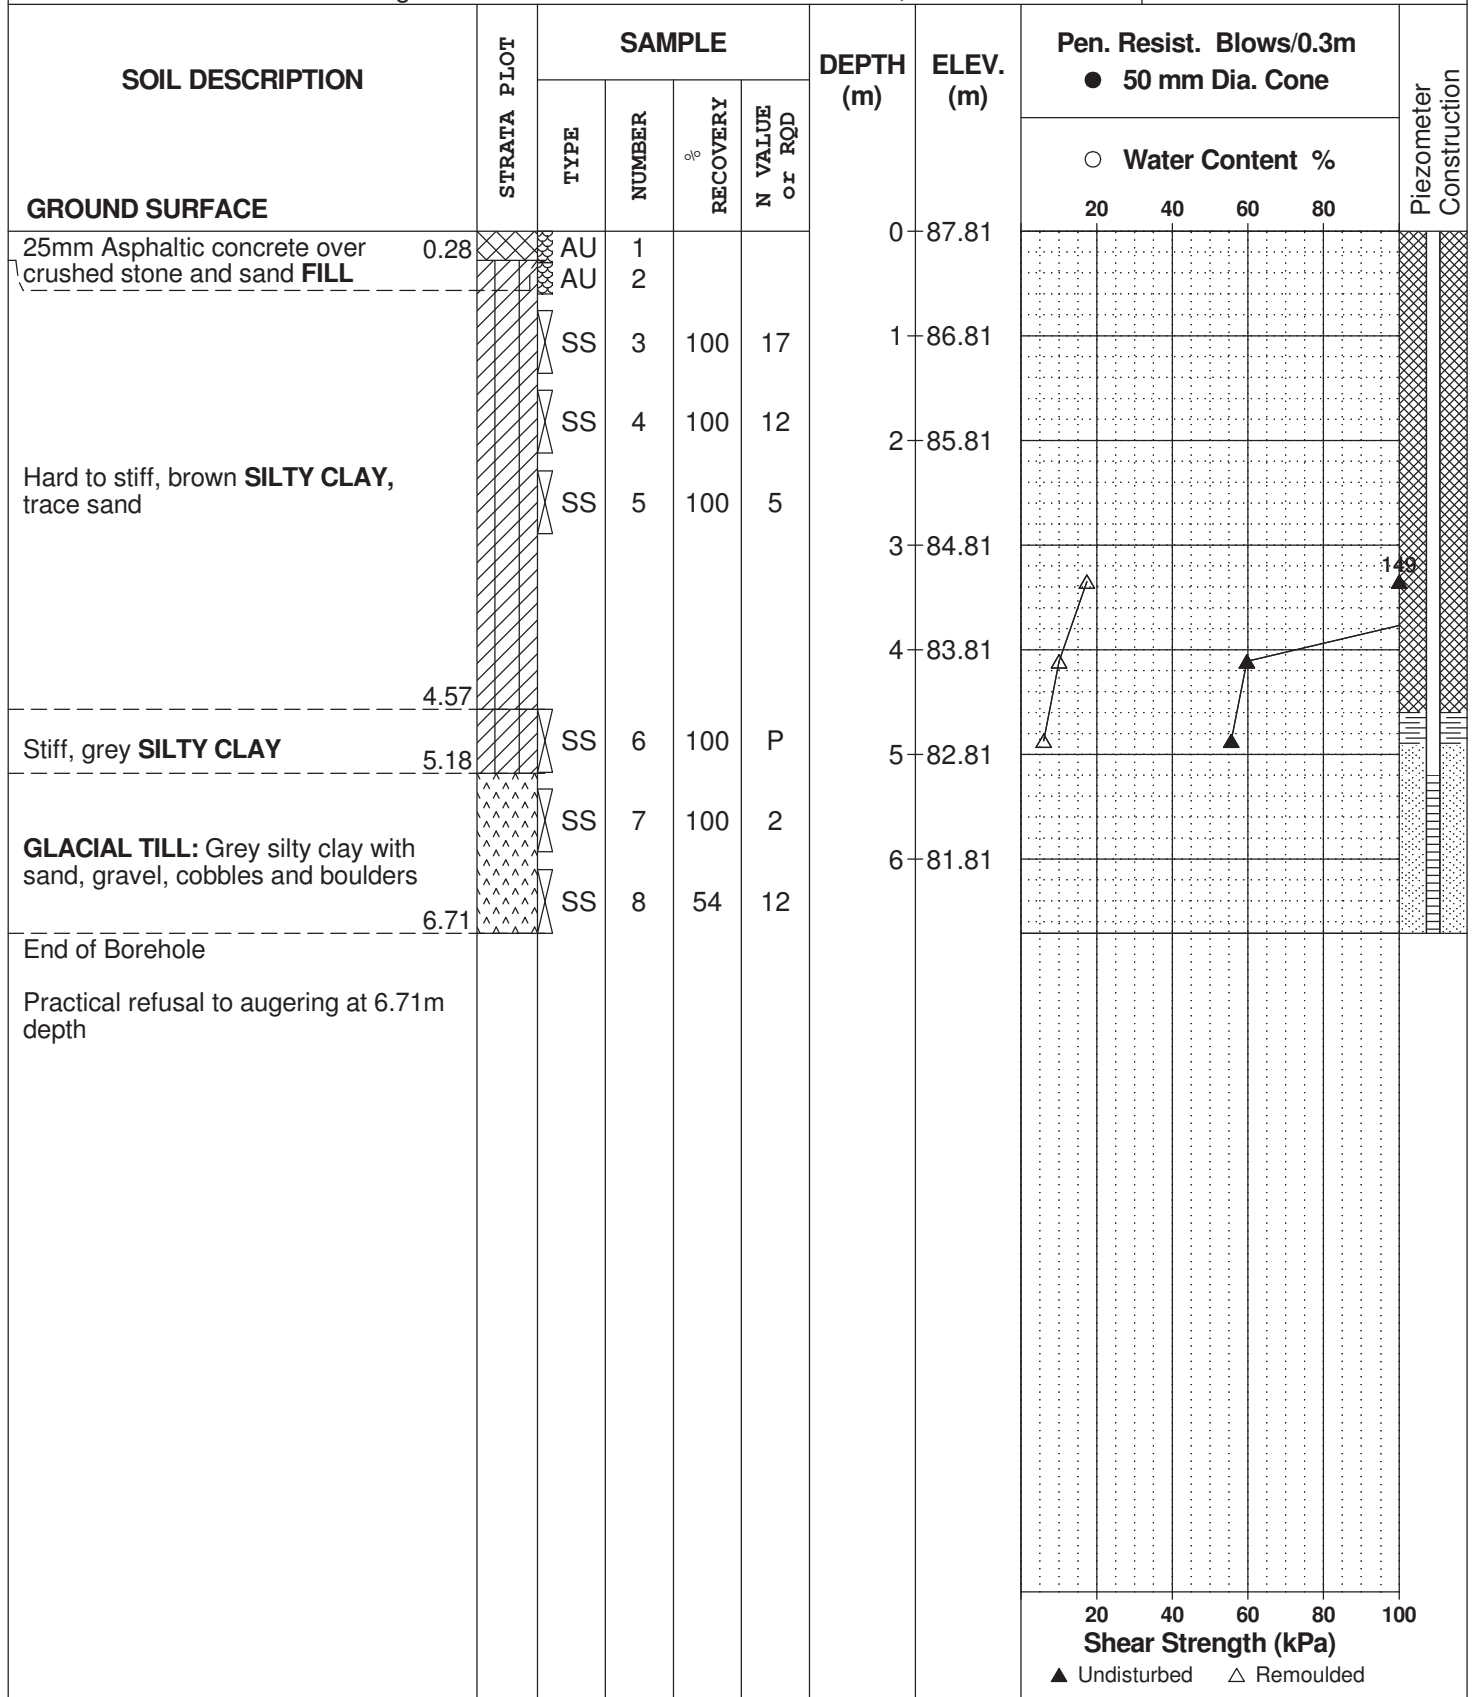 SOIL DESCRIPTION
GROUND SURFACE
STRATA PLOT
SAMPLE
TYPE
NUMBER
%
RECOVERY
N VALUE
or RQD
DEPTH
(m)
ELEV.
(m)
Pen. Resist. Blows/0.3m
● 50 mm Dia. Cone
○ Water Content %
20 40 60 80
Piezometer
Construction
0 87.81
25mm Asphaltic concrete over 0.28
crushed stone and sand FILL
AU 1
AU 2
SS 3 100 17
1 86.81
SS 4 100 12
2 85.81
Hard to stiff, brown SILTY CLAY,
trace sand
SS 5 100 5
3 84.81
149
4 83.81
4.57
Stiff, grey SILTY CLAY
5.18
SS 6 100 P
5 82.81
SS 7 100 2
GLACIAL TILL: Grey silty clay with
sand, gravel, cobbles and boulders
6 81.81
SS 8 54 12
6.71
End of Borehole
Practical refusal to augering at 6.71m
depth
20 40 60 80 100
Shear Strength (kPa)
▲ Undisturbed △ Remoulded